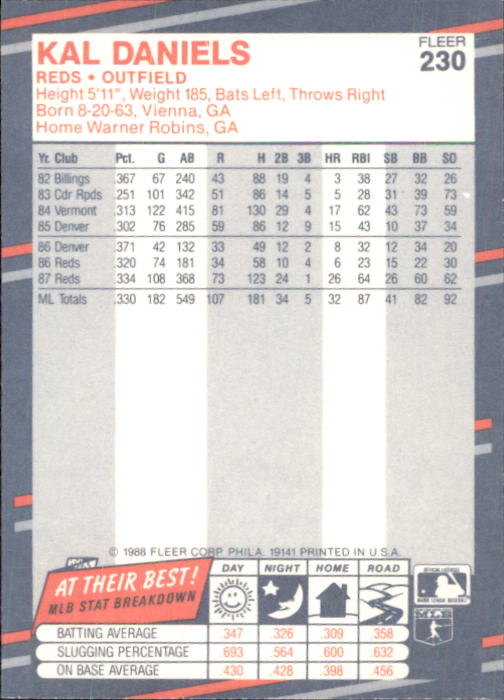 KAL DANIELS
FLEER
230
REDS • OUTFIELD
Height 5'11", Weight 185, Bats Left, Throws Right
Born 8-20-63, Vienna, GA
Home Warner Robins, GA
Yr. Club Pct. G AB R H 2B 3B HR RBI SB BB SO
82 Billings .367 67 240 43 88 19 4 3 38 27 32 26
83 Cdr Rpds .251 101 342 51 86 14 5 5 28 31 39 73
84 Vermont .313 122 415 81 130 29 4 17 62 43 73 59
85 Denver .302 76 285 59 86 12 9 15 43 10 37 34
86 Denver .371 42 132 33 49 12 2 8 32 12 34 20
86 Reds .320 74 181 34 58 10 4 6 23 15 22 30
87 Reds .334 108 368 73 123 24 1 26 64 26 60 62
ML Totals .330 182 549 107 181 34 5 32 87 41 82 92
© 1988 FLEER CORP. PHILA. 19141 PRINTED IN U.S.A.
AT THEIR BEST!
MLB STAT BREAKDOWN
DAY NIGHT HOME ROAD
BATTING AVERAGE .347 .326 .309 .358
SLUGGING PERCENTAGE .693 .564 .600 .632
ON BASE AVERAGE .430 .428 .398 .456
MAJOR LEAGUE BASEBALL